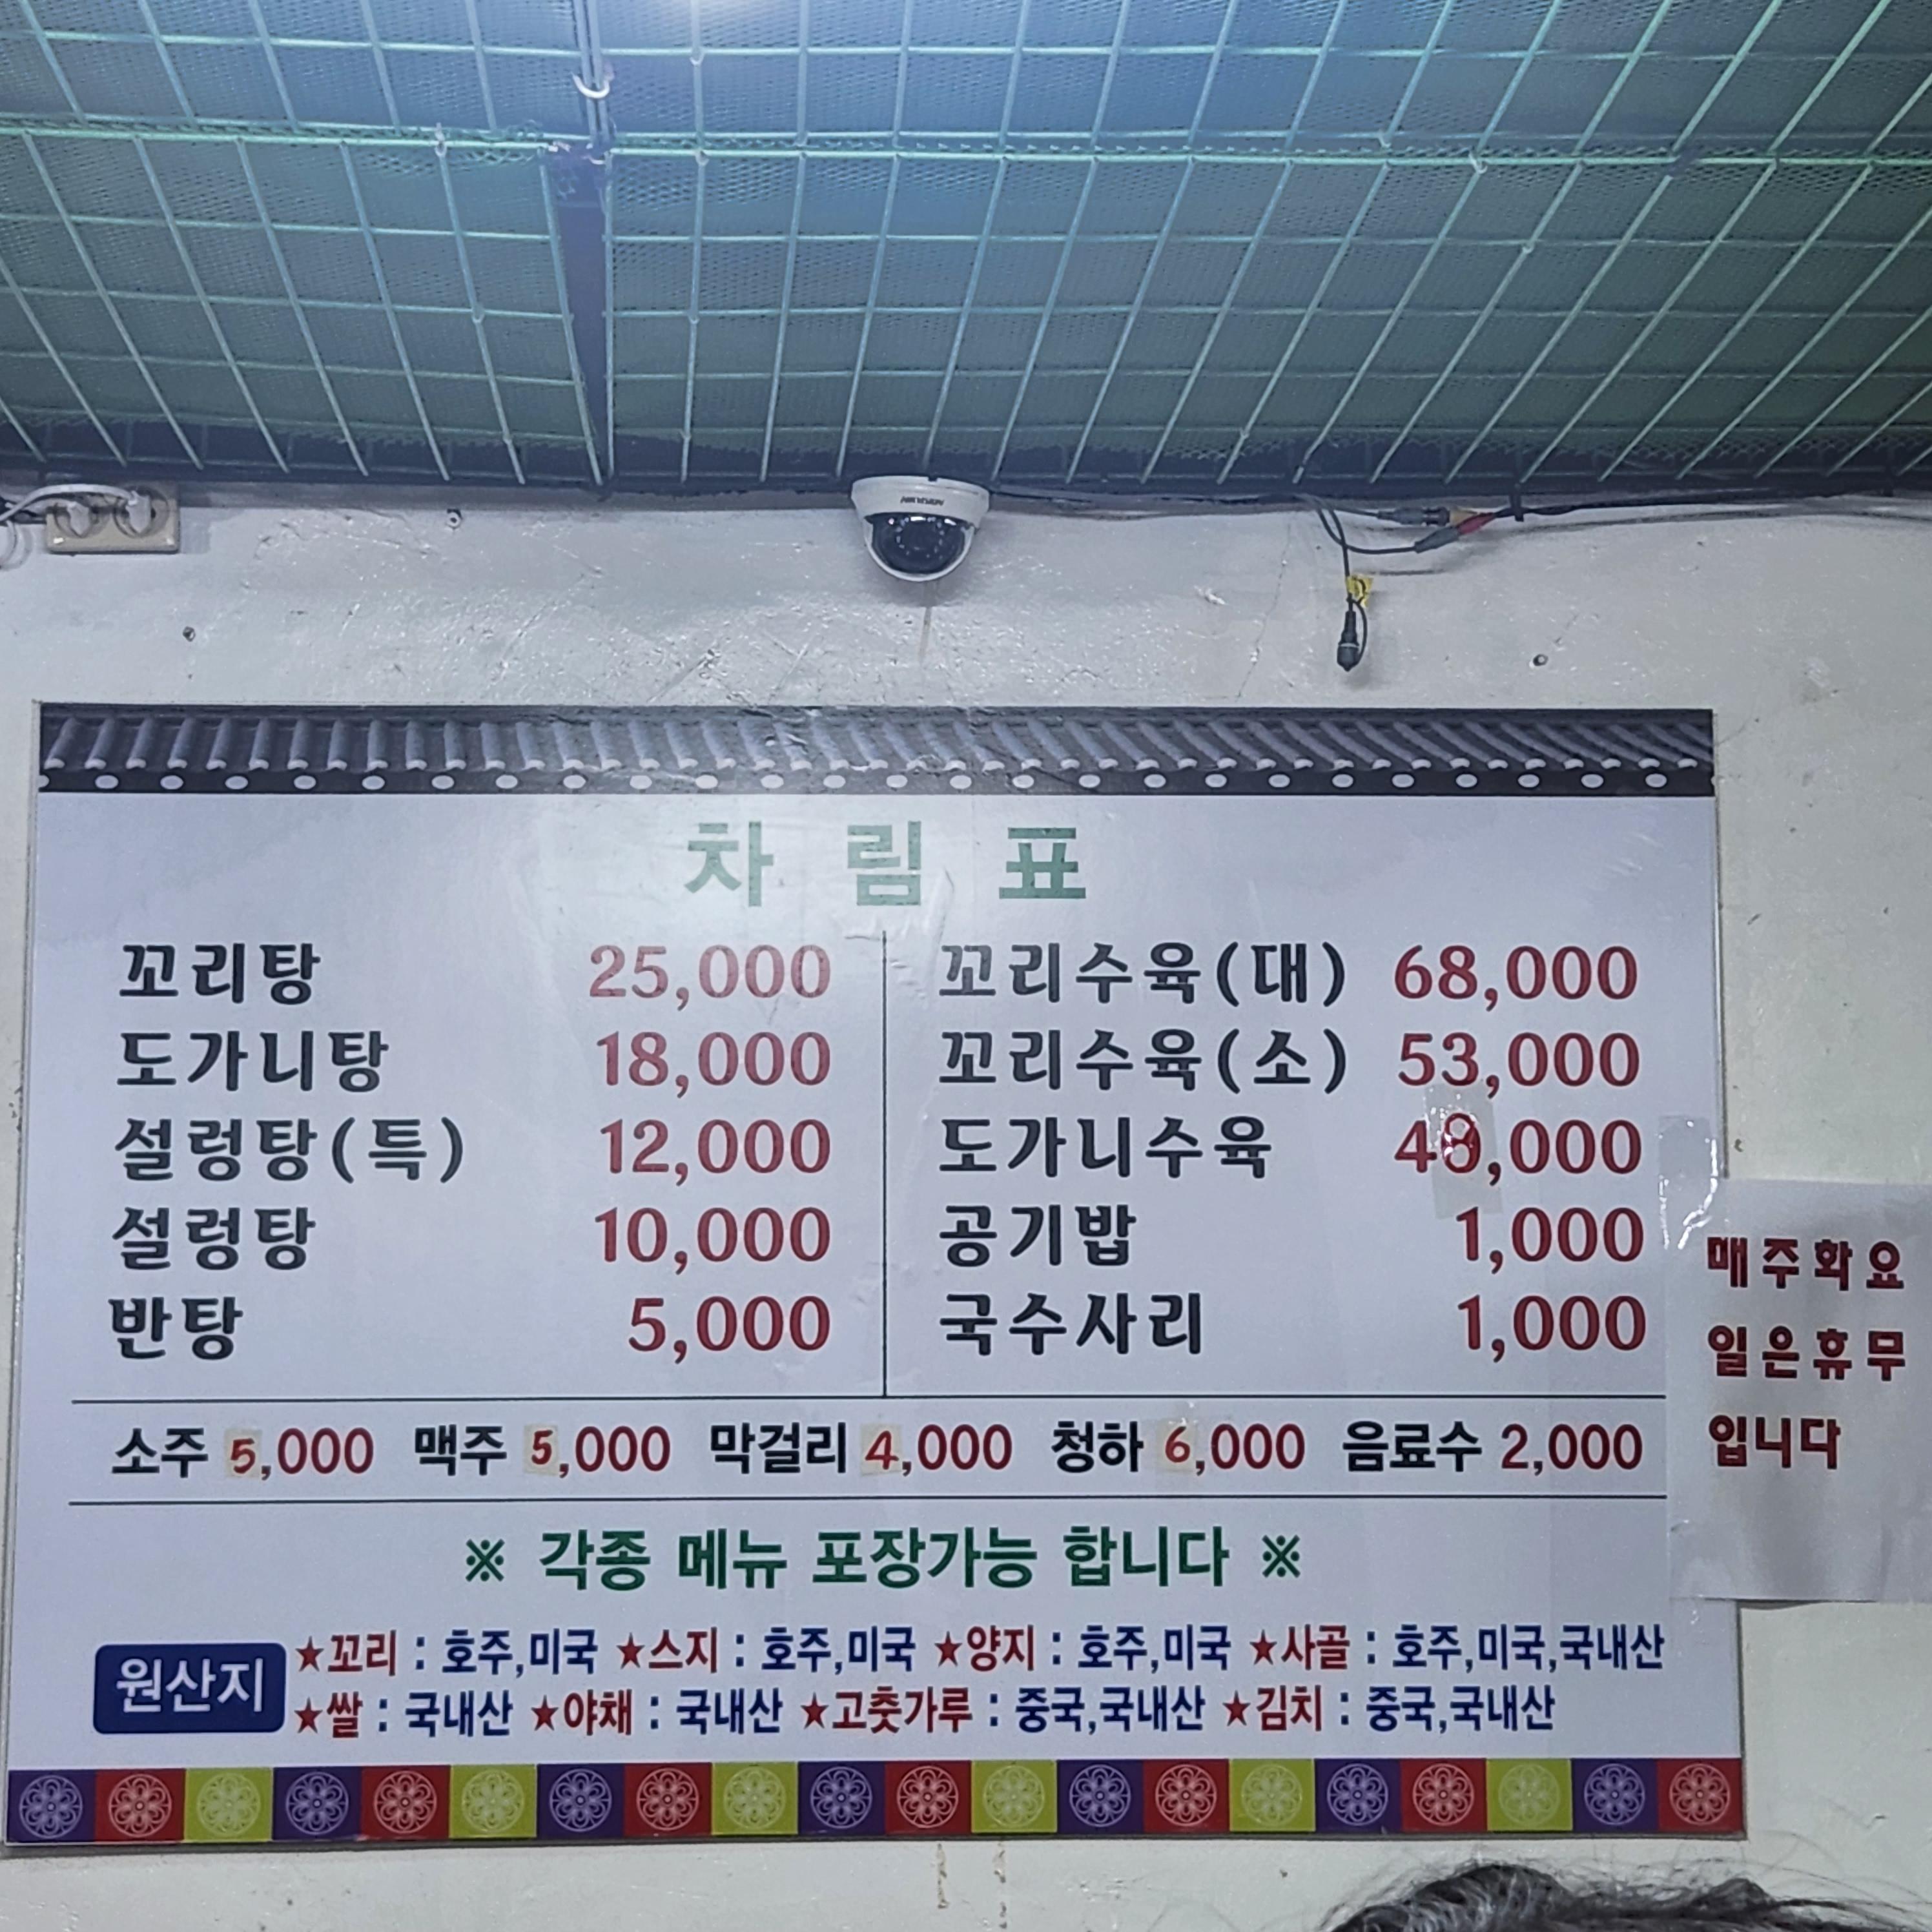 차림표
꼬리탕 25,000
도가니탕 18,000
설렁탕(특) 12,000
설렁탕 10,000
반탕 5,000
꼬리수육(대) 68,000
꼬리수육(소) 53,000
도가니수육 48,000
공기밥 1,000
국수사리 1,000
소주 5,000 맥주 5,000 막걸리 4,000 청하 6,000 음료수 2,000
※ 각종 메뉴 포장가능 합니다 ※
원산지
★꼬리 : 호주,미국 ★스지 : 호주,미국 ★양지 : 호주,미국 ★사골 : 호주,미국,국내산
★쌀 : 국내산 ★야채 : 국내산 ★고춧가루 : 중국,국내산 ★김치 : 중국,국내산
매주화요
일은휴무
입니다